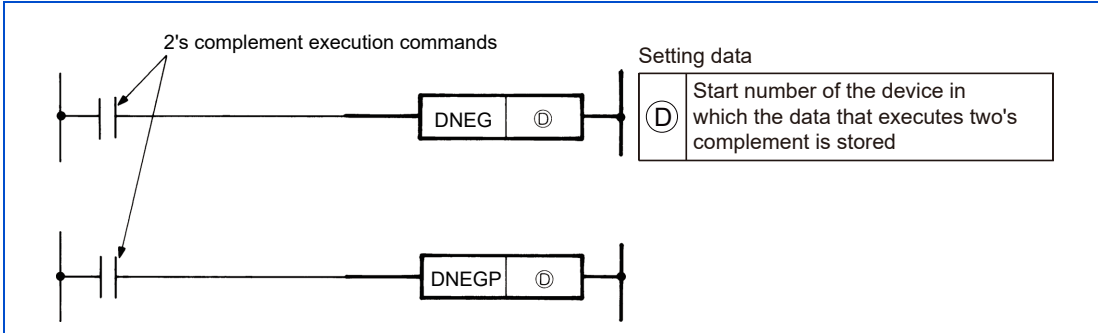 2's complement execution commands
Setting data
DNEG Ⓓ
Ⓓ Start number of the device in
which the data that executes two's
complement is stored
DNEGP Ⓓ